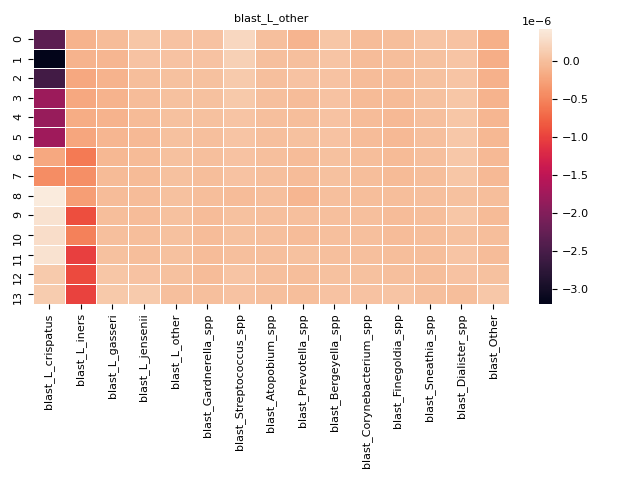 blast_L_other
1e−6
0
1
2
3
4
5
6
7
8
9
10
11
12
13
0.0
−0.5
−1.0
−1.5
−2.0
−2.5
−3.0
blast_L_crispatus
blast_L_iners
blast_L_gasseri
blast_L_jensenii
blast_L_other
blast_Gardnerella_spp
blast_Streptococcus_spp
blast_Atopobium_spp
blast_Prevotella_spp
blast_Bergeyella_spp
blast_Corynebacterium_spp
blast_Finegoldia_spp
blast_Sneathia_spp
blast_Dialister_spp
blast_Other